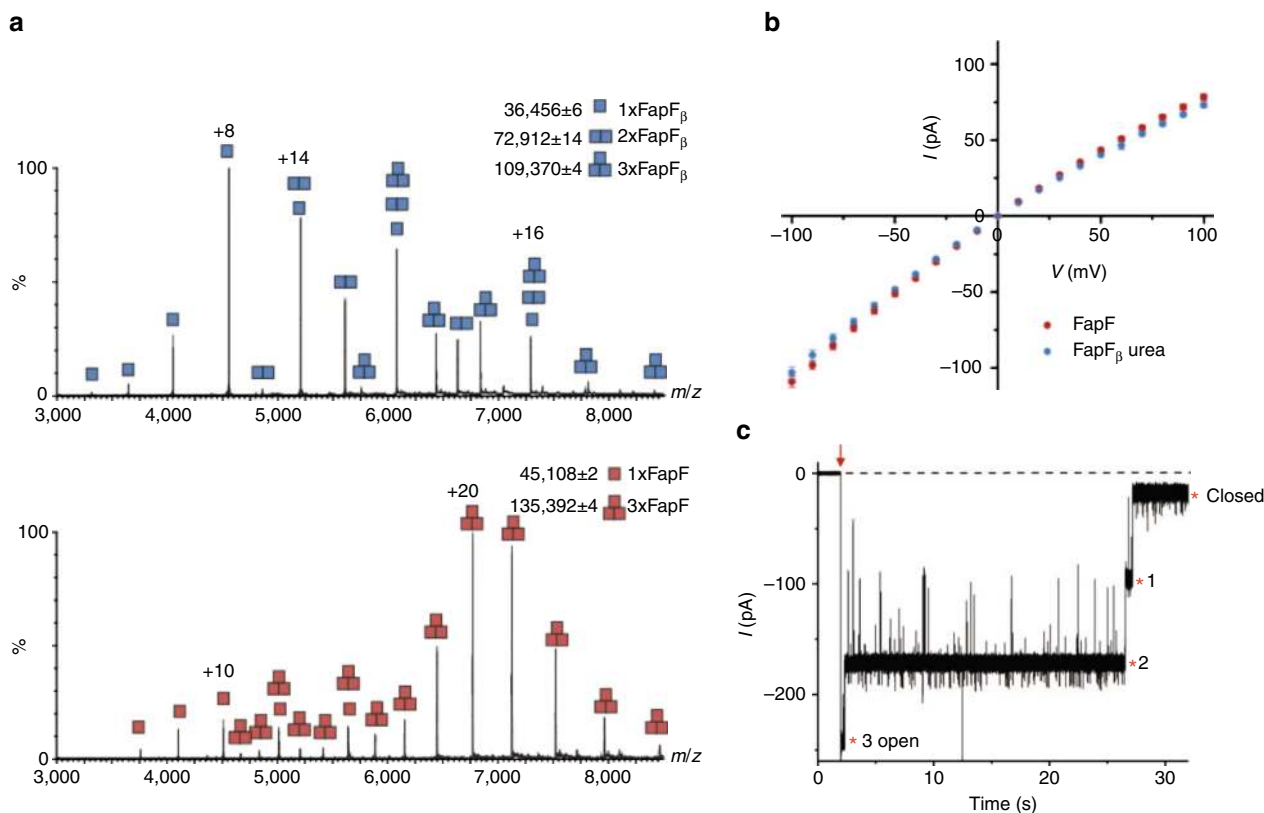 a
36,456±6 1xFapFβ
72,912±14 2xFapFβ
109,370±4 3xFapFβ
+8
+14
+16
100
%
0
3,000 4,000 5,000 6,000 7,000 8,000 m/z
45,108±2 1xFapF
135,392±4 3xFapF
+20
+10
100
%
0
3,000 4,000 5,000 6,000 7,000 8,000 m/z
b
I (pA)
100
50
0
–100 –50 0 50 100
V (mV)
–50
–100
FapF
FapFβ urea
c
I (pA)
0
–100
–200
* Closed
* 1
* 2
* 3 open
0 10 20 30
Time (s)